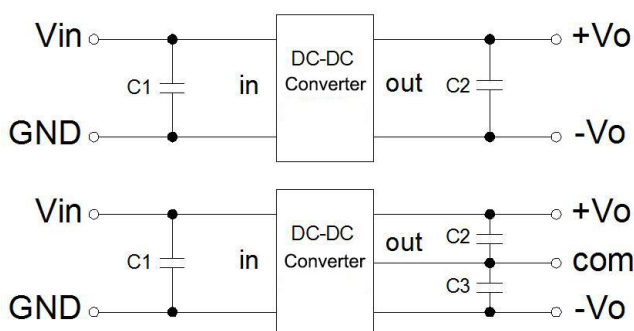 Vin
+Vo
DC-DC
Converter
C1
in
out
C2
GND
-Vo
Vin
+Vo
DC-DC
Converter
C1
in
out
C2
com
C3
GND
-Vo